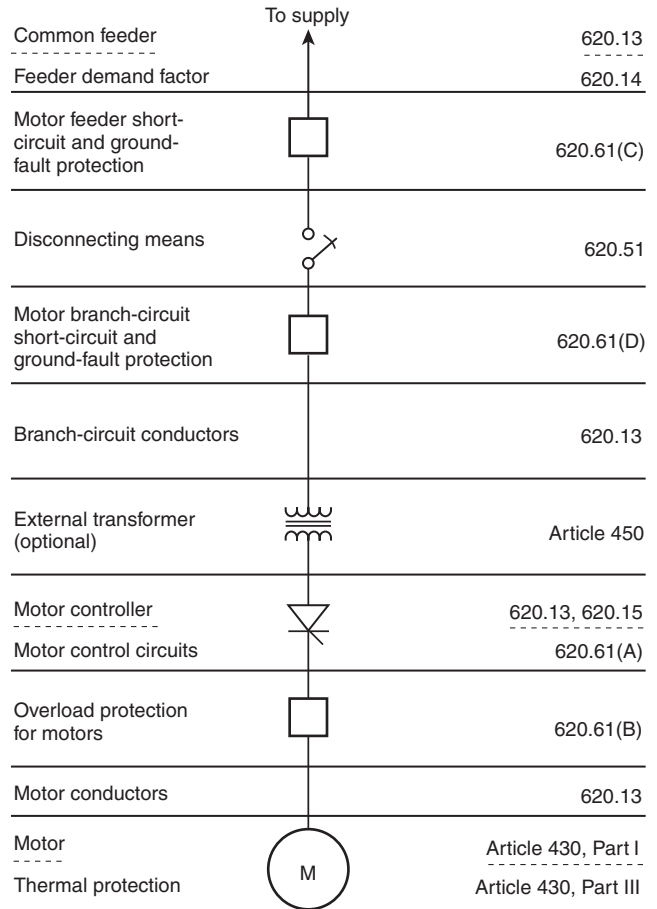 To supply
Common feeder 620.13
Feeder demand factor 620.14
Motor feeder short-
circuit and ground-
fault protection 620.61(C)
Disconnecting means 620.51
Motor branch-circuit
short-circuit and
ground-fault protection 620.61(D)
Branch-circuit conductors 620.13
External transformer
(optional) Article 450
Motor controller 620.13, 620.15
Motor control circuits 620.61(A)
Overload protection
for motors 620.61(B)
Motor conductors 620.13
Motor Article 430, Part I
M
Thermal protection Article 430, Part III